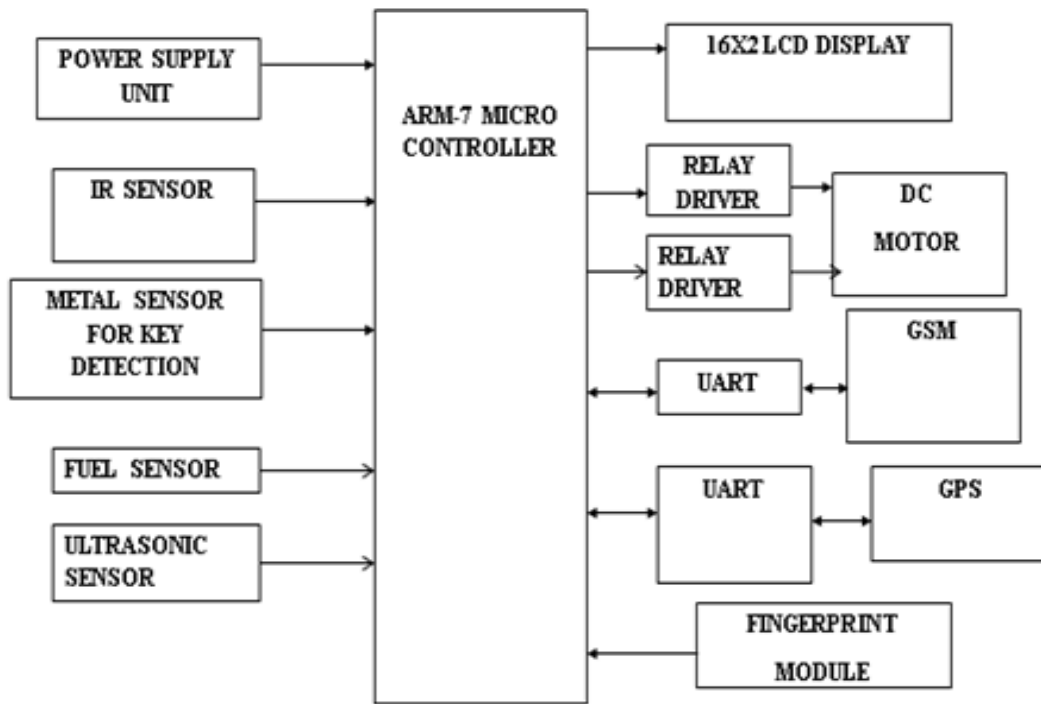 POWER SUPPLY
UNIT
IR SENSOR
METAL SENSOR
FOR KEY
DETECTION
FUEL SENSOR
ULTRASONIC
SENSOR
ARM-7 MICRO
CONTROLLER
16X2 LCD DISPLAY
RELAY
DRIVER
DC
MOTOR
RELAY
DRIVER
UART
GSM
UART
GPS
FINGERPRINT
MODULE